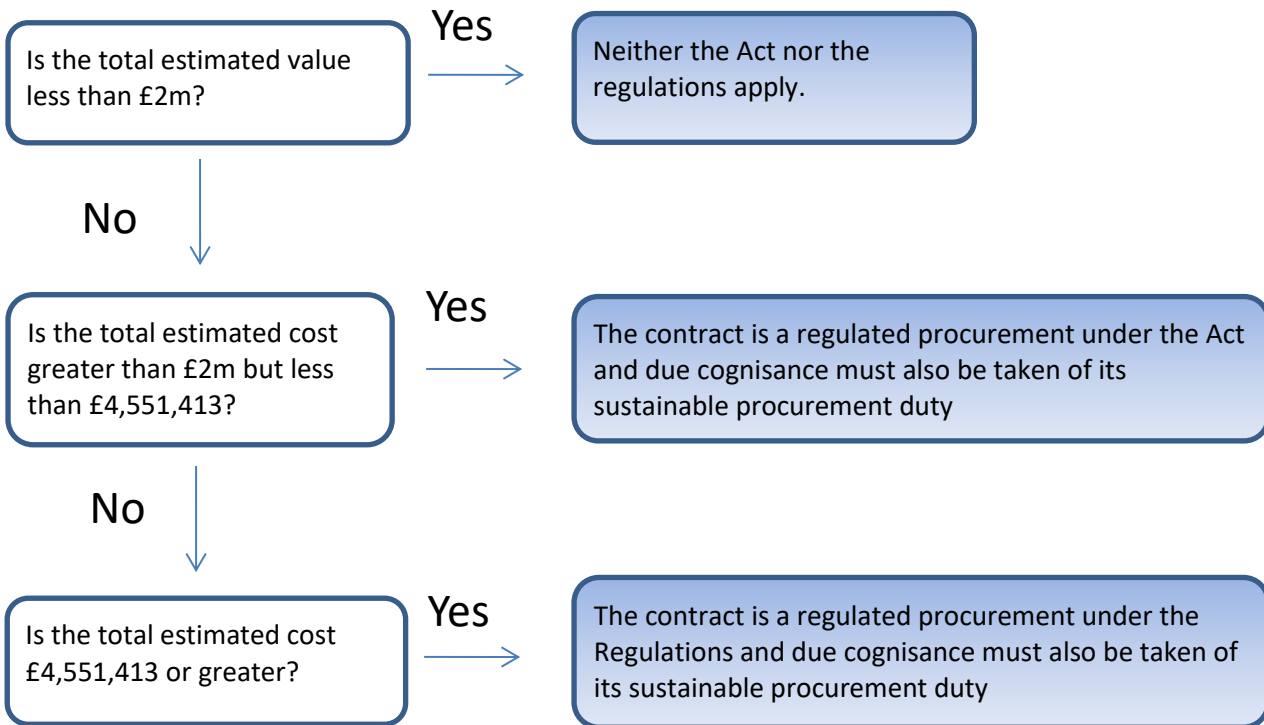 Is the total estimated value
less than £2m?
Yes
Neither the Act nor the
regulations apply.
No
Is the total estimated cost
greater than £2m but less
than £4,551,413?
Yes
The contract is a regulated procurement under the Act
and due cognisance must also be taken of its
sustainable procurement duty
No
Is the total estimated cost
£4,551,413 or greater?
Yes
The contract is a regulated procurement under the
Regulations and due cognisance must also be taken of
its sustainable procurement duty